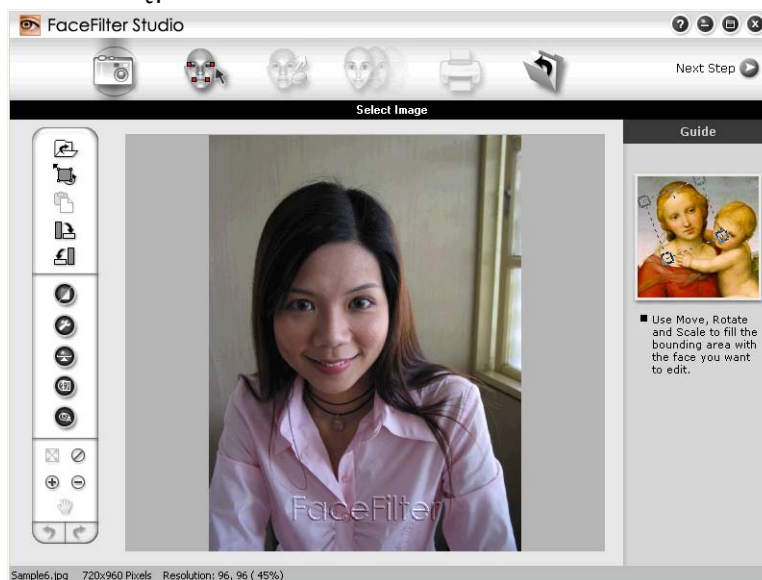 FaceFilter Studio
Next Step
Select Image
Guide
Use Move, Rotate
and Scale to fill the
bounding area with
the face you want
to edit.
FaceFilter
Sample6.jpg 720x960 Pixels Resolution: 96, 96 ( 45%)